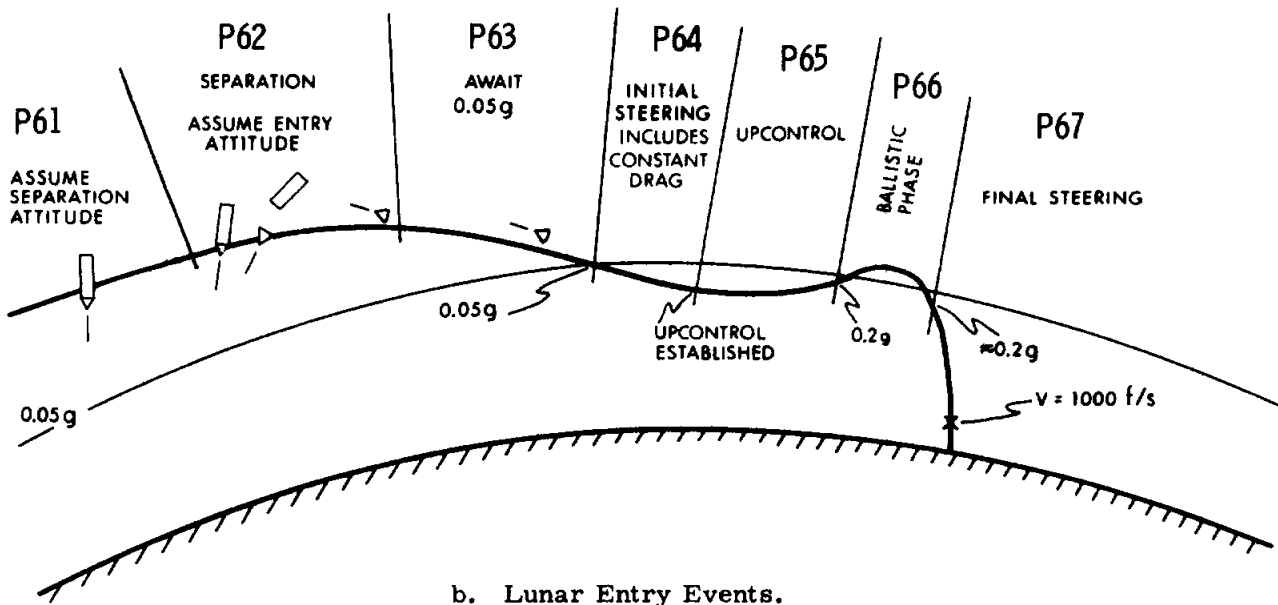 P61
ASSUME
SEPARATION
ATTITUDE
P62
SEPARATION
ASSUME ENTRY
ATTITUDE
P63
AWAIT
0.05g
P64
INITIAL
STEERING
INCLUDES
CONSTANT
DRAG
P65
UPCONTROL
P66
BALLISTIC
PHASE
P67
FINAL STEERING
0.05g
0.05g
UPCONTROL
ESTABLISHED
0.2g
≈0.2g
V = 1000 f/s
b. Lunar Entry Events.